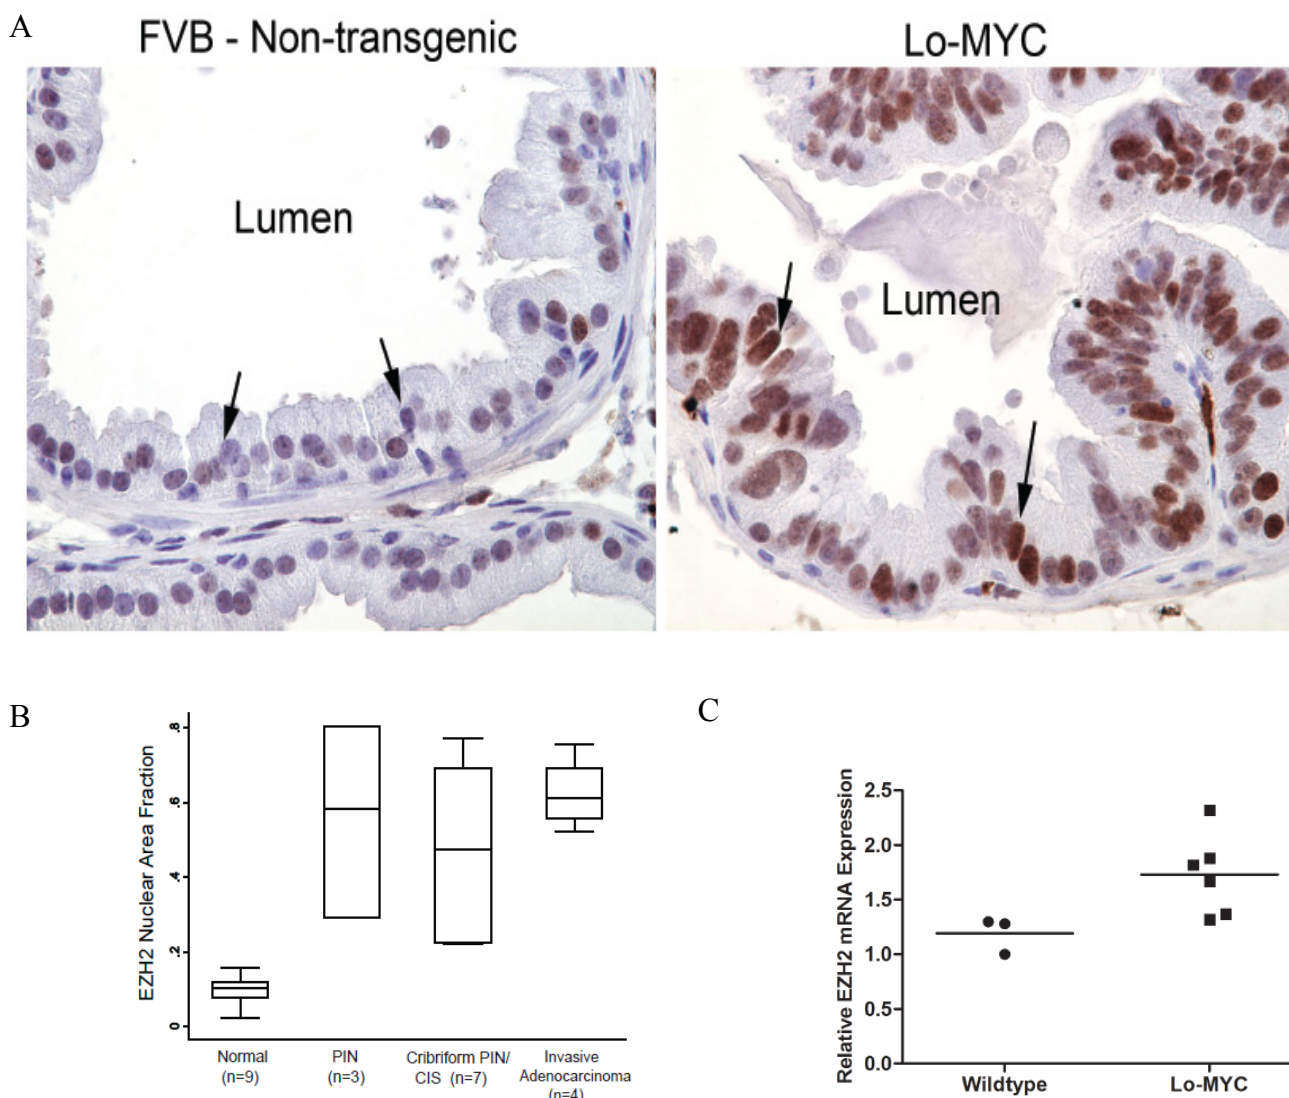 A
FVB - Non-transgenic
Lo-MYC
Lumen
Lumen
B
EZH2 Nuclear Area Fraction
.8
.6
.4
.2
0
Normal
(n=9)
PIN
(n=3)
Cribriform PIN/
CIS (n=7)
Invasive
Adenocarcinoma
(n=4)
C
Relative EZH2 mRNA Expression
2.5
2.0
1.5
1.0
0.5
0.0
Wildtype
Lo-MYC